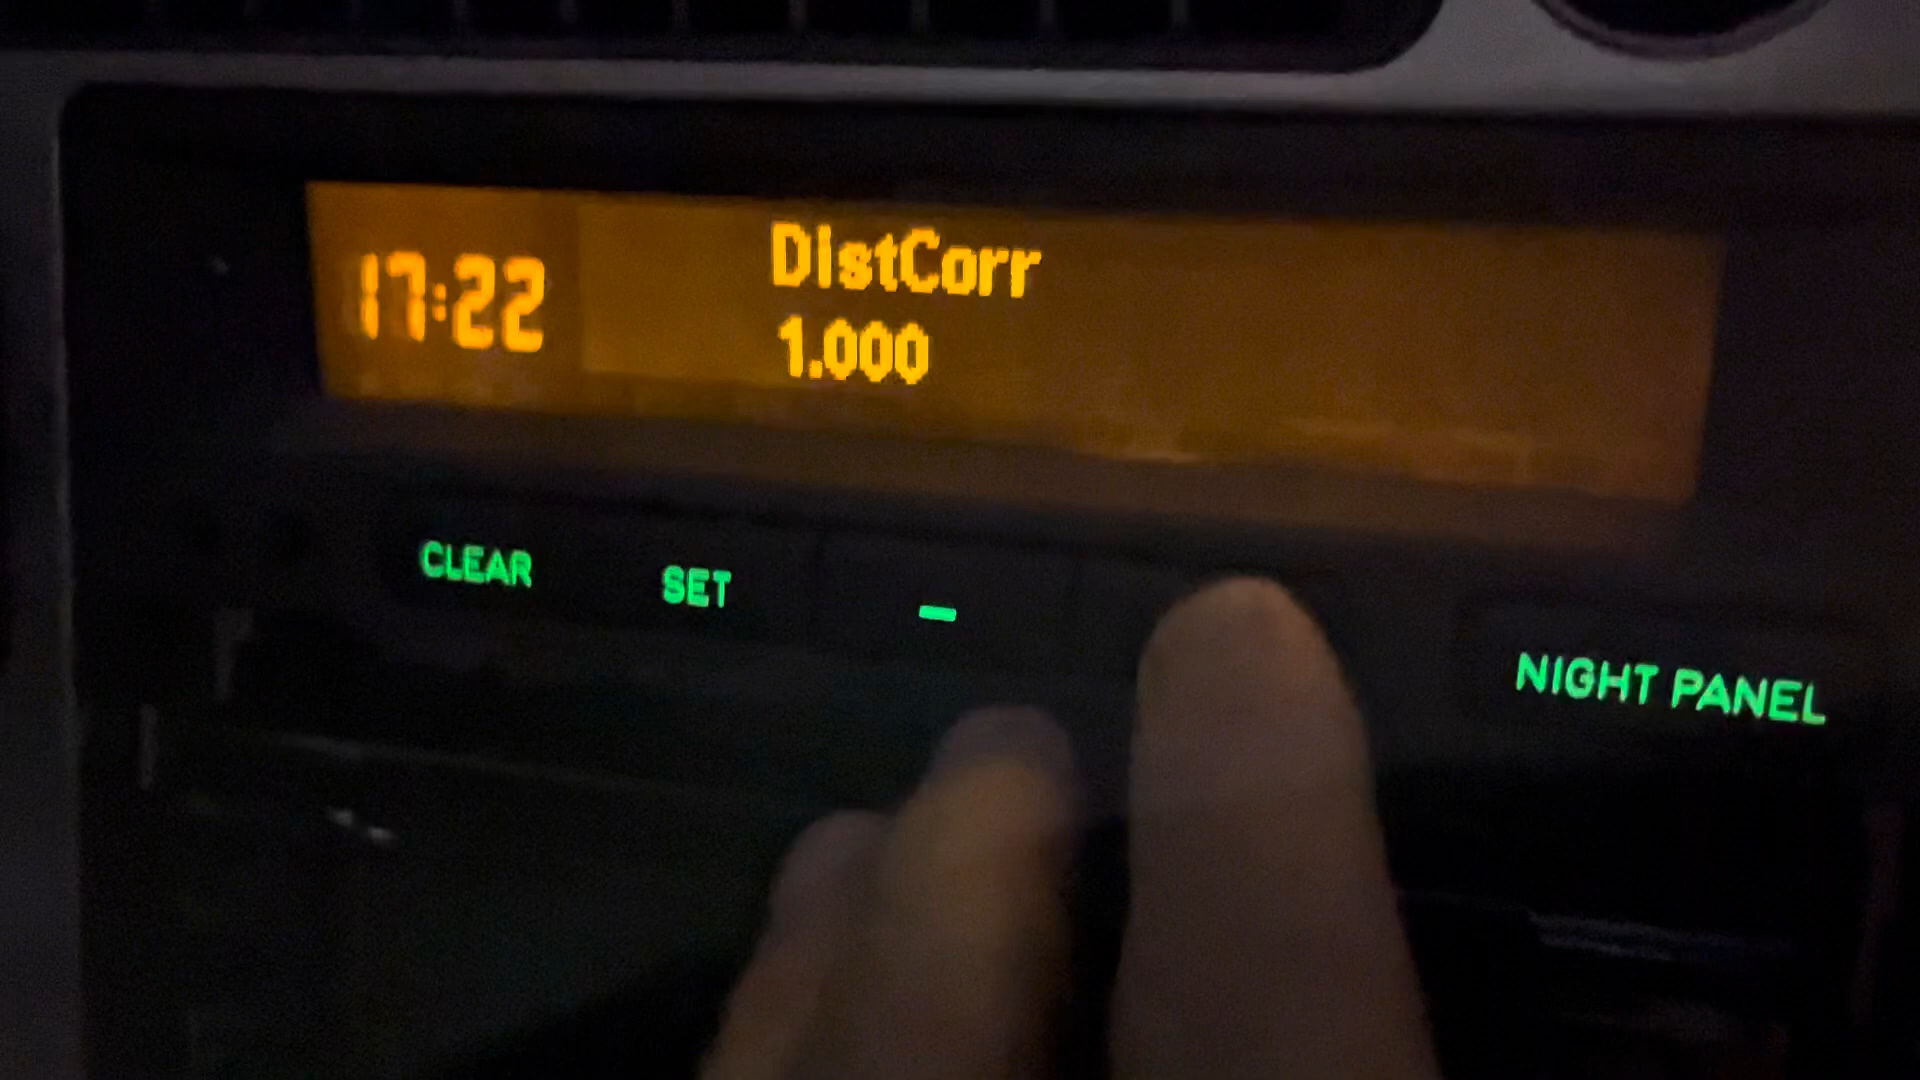 17:22
DistCorr
1.000
CLEAR
SET
-
NIGHT PANEL